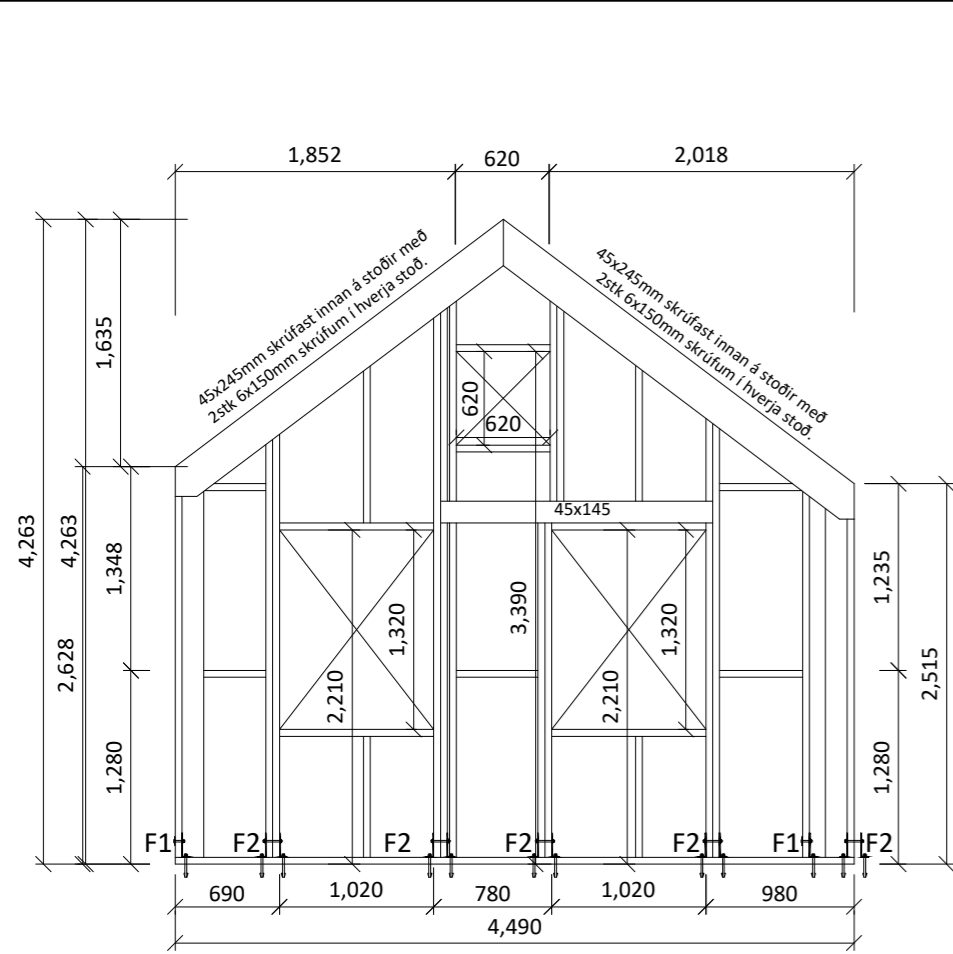 1,852
620
2,018
45x245mm skrúfast innan á stoðir með
2stk 6x150mm skrúfum í hverja stoð.
45x245mm skrúfast innan á stoðir með
2stk 6x150mm skrúfum í hverja stoð.
1,635
620
620
45x145
4,263
4,263
1,348
1,320
3,390
1,320
1,235
2,628
2,210
2,210
2,515
1,280
1,280
F1
F2
F2
F2
F2
F1
F2
690
1,020
780
1,020
980
4,490